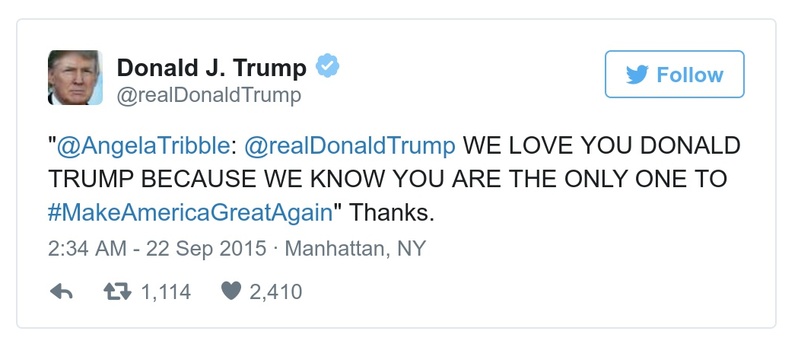 Donald J. Trump
@realDonaldTrump
Follow
"@AngelaTribble: @realDonaldTrump WE LOVE YOU DONALD
TRUMP BECAUSE WE KNOW YOU ARE THE ONLY ONE TO
#MakeAmericaGreatAgain" Thanks.
2:34 AM - 22 Sep 2015 · Manhattan, NY
1,114 2,410